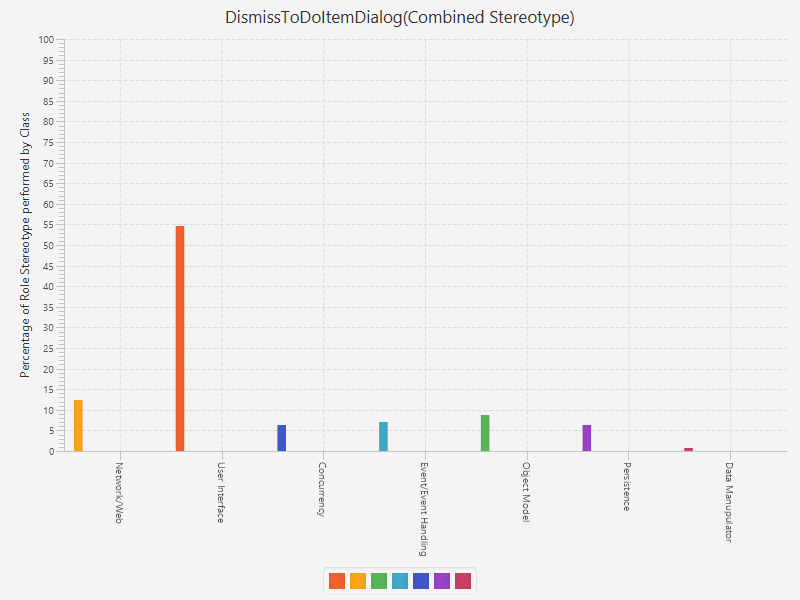 DismissToDoItemDialog(Combined Stereotype)
Percentage of Role Stereotype performed by Class
100
95
90
85
80
75
70
65
60
55
50
45
40
35
30
25
20
15
10
5
0
Network/Web
User Interface
Concurrency
Event/Event Handling
Object Model
Persistence
Data Manupulator